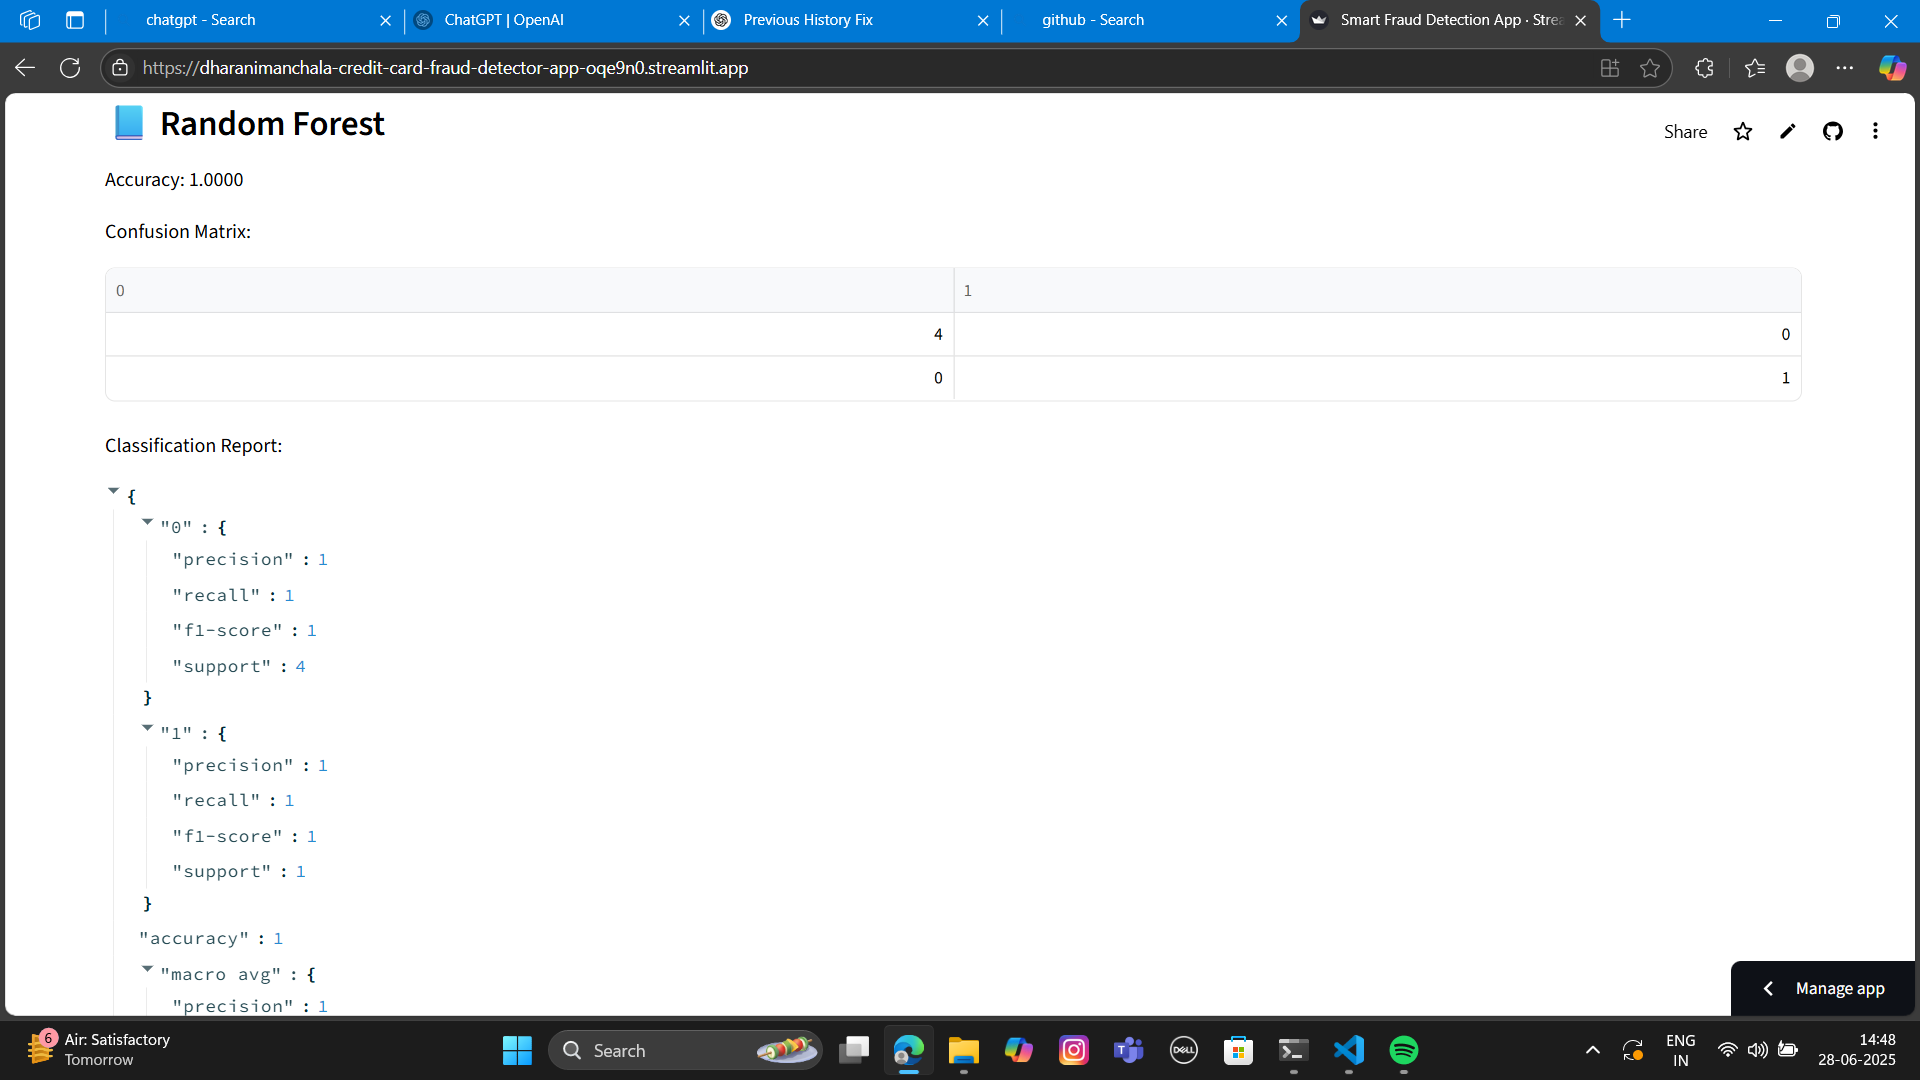 chatgpt - Search
ChatGPT | OpenAI
Previous History Fix
github - Search
Smart Fraud Detection App · Strea
https://dharanimanchala-credit-card-fraud-detector-app-oqe9n0.streamlit.app
Random Forest
Share
Accuracy: 1.0000
Confusion Matrix:
0 1
4 0
0 1
Classification Report:
{
"0" : {
"precision" : 1
"recall" : 1
"f1-score" : 1
"support" : 4
}
"1" : {
"precision" : 1
"recall" : 1
"f1-score" : 1
"support" : 1
}
"accuracy" : 1
"macro avg" : {
"precision" : 1
Manage app
6
Air: Satisfactory
Tomorrow
Search
DELL
ENG
IN
14:48
28-06-2025